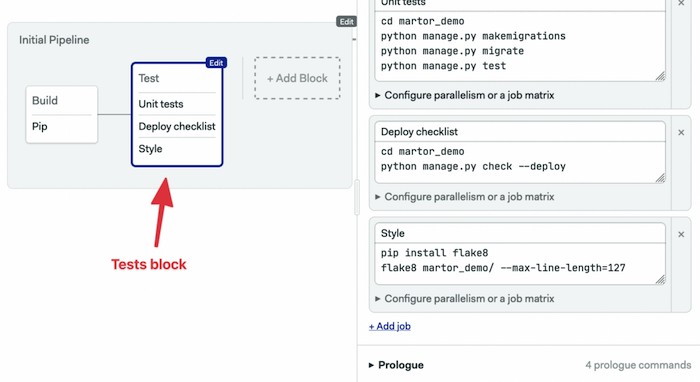 Edit
Initial Pipeline
Build
Pip
Edit
Test
Unit tests
Deploy checklist
Style
+ Add Block
Tests block
Unit tests
cd martor_demo
python manage.py makemigrations
python manage.py migrate
python manage.py test
Configure parallelism or a job matrix
Deploy checklist
cd martor_demo
python manage.py check --deploy
Configure parallelism or a job matrix
Style
pip install flake8
flake8 martor_demo/ --max-line-length=127
Configure parallelism or a job matrix
+ Add job
Prologue
4 prologue commands